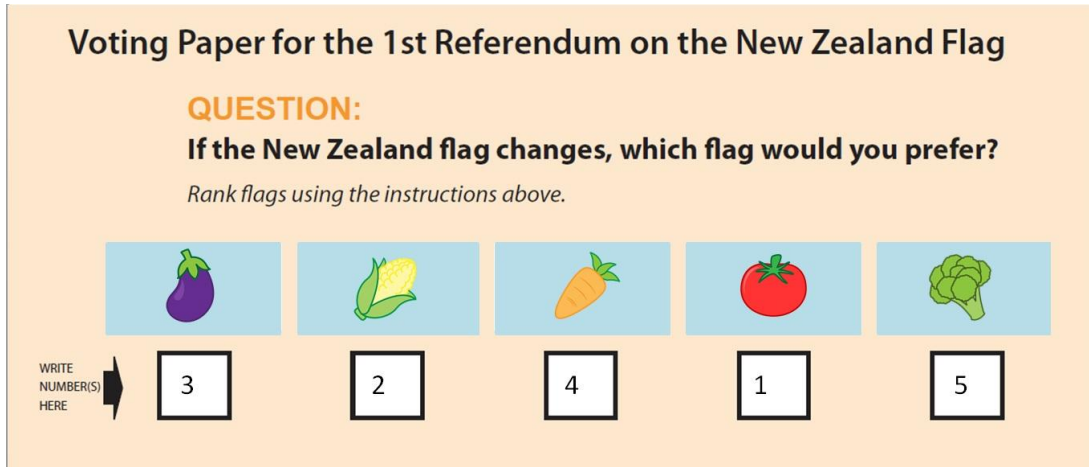 Voting Paper for the 1st Referendum on the New Zealand Flag
QUESTION:
If the New Zealand flag changes, which flag would you prefer?
Rank flags using the instructions above.
WRITE
NUMBER(S)
HERE
3 2 4 1 5